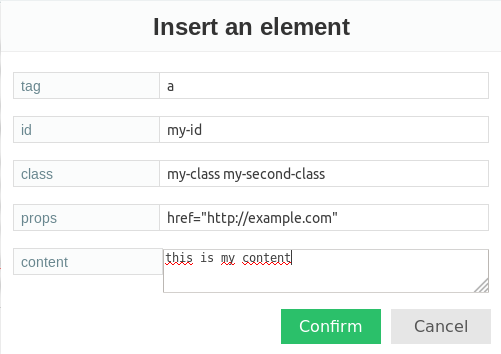 Insert an element
tag a
id my-id
class my-class my-second-class
props href="http://example.com"
content this is my content
Confirm Cancel